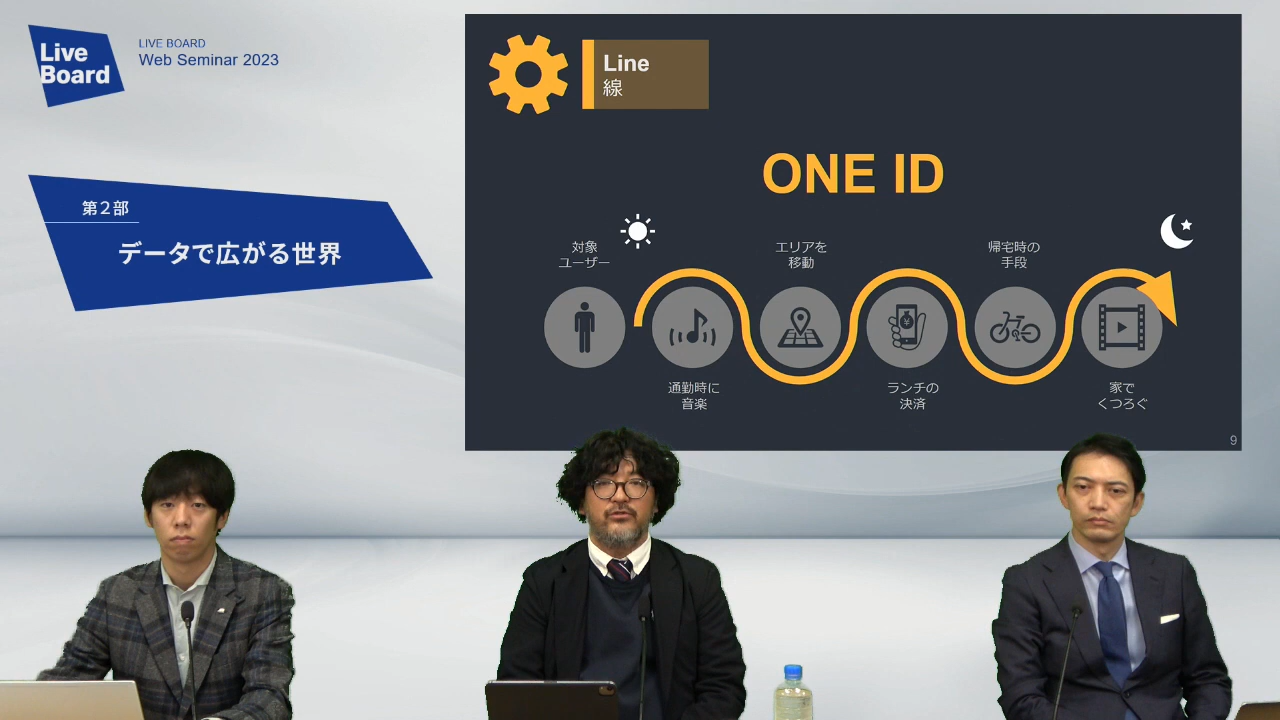 Live
Board
LIVE BOARD
Web Seminar 2023
第2部
データで広がる世界
Line
線
ONE ID
対象
ユーザー
エリアを
移動
帰宅時の
手段
通勤時に
音楽
ランチの
決済
家で
くつろぐ
9